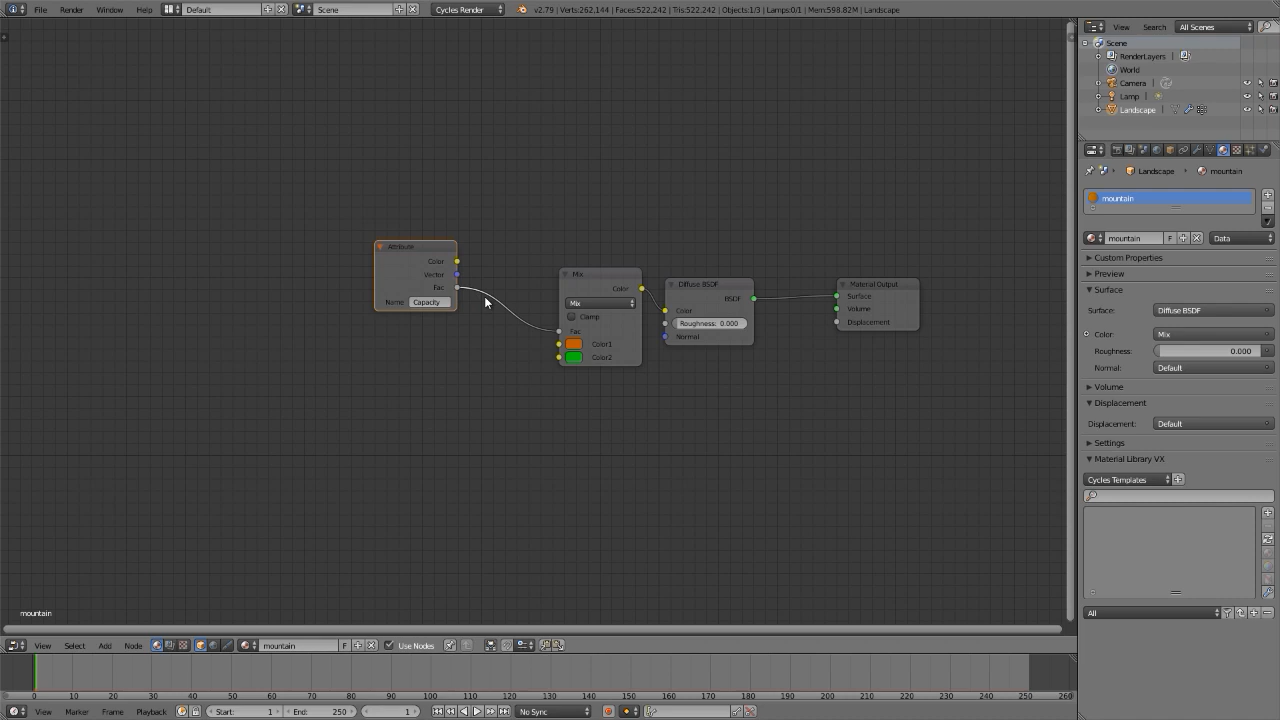 File Render Window Help Default Scene Cycles Render v2.79 | Verts:262,144 | Faces:522,242 | Tris:522,242 | Objects:1/3 | Lamps:0/1 | Mem:598.82M | Landscape
View Search All Scenes
Scene
RenderLayers
World
Camera
Lamp
Landscape
Landscape mountain
mountain
mountain F Data
Custom Properties
Preview
Surface
Surface: Diffuse BSDF
Color: Mix
Roughness: 0.000
Normal: Default
Volume
Displacement
Displacement: Default
Settings
Material Library VX
Cycles Templates
All
Attribute
Color
Vector
Fac
Name Capacity
Mix
Color
Mix
Clamp
Fac
Color1
Color2
Diffuse BSDF
BSDF
Color
Roughness: 0.000
Normal
Material Output
Surface
Volume
Displacement
mountain
View Select Add Node mountain F Use Nodes
0 10 20 30 40 50 60 70 80 90 100 110 120 130 140 150 160 170 180 190 200 210 220 230 240 250 260
View Marker Frame Playback Start: 1 End: 250 1 No Sync